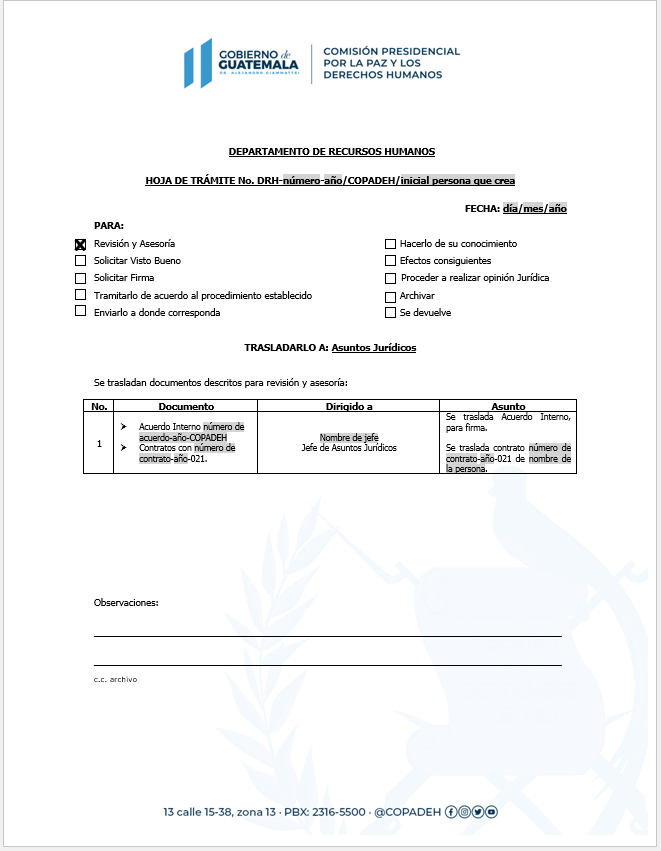 GOBIERNO de
GUATEMALA
DR. ALEJANDRO GIAMMATTEI
COMISIÓN PRESIDENCIAL
POR LA PAZ Y LOS
DERECHOS HUMANOS
DEPARTAMENTO DE RECURSOS HUMANOS
HOJA DE TRÁMITE No. DRH-número-año/COPADEH/inicial persona que crea
FECHA: día/mes/año
PARA:
Revisión y Asesoría
Solicitar Visto Bueno
Solicitar Firma
Tramitarlo de acuerdo al procedimiento establecido
Enviarlo a donde corresponda
Hacerlo de su conocimiento
Efectos consiguientes
Proceder a realizar opinión Jurídica
Archivar
Se devuelve
TRASLADARLO A: Asuntos Jurídicos
Se trasladan documentos descritos para revisión y asesoría:
No. Documento Dirigido a Asunto
1
Acuerdo Interno número de
acuerdo-año-COPADEH
Contratos con número de
contrato-año-021.
Nombre de jefe
Jefe de Asuntos Jurídicos
Se traslada Acuerdo Interno,
para firma.
Se traslada contrato número de
contrato-año-021 de nombre de
la persona.
Observaciones:
c.c. archivo
13 calle 15-38, zona 13 · PBX: 2316-5500 · @COPADEH